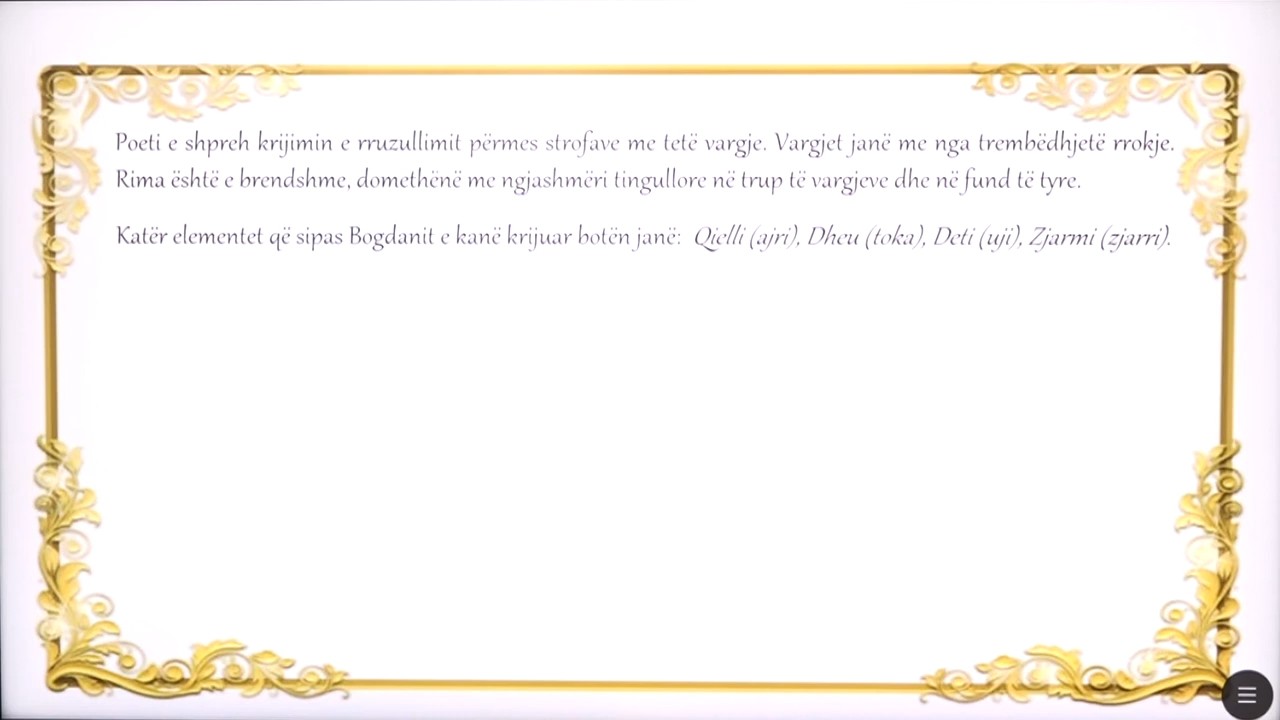 Poeti e shpreh krijimin e rruzullimit përmes strofave me tetë vargje. Vargjet janë me nga trembëdhjetë rrokje.
Rima është e brendshme, domethënë me ngjashmëri tingullore në trup të vargjeve dhe në fund të tyre.
Katër elementet që sipas Bogdanit e kanë krijuar botën janë: Qielli (ajri), Dheu (toka), Deti (uji), Zjarmi (zjarri).